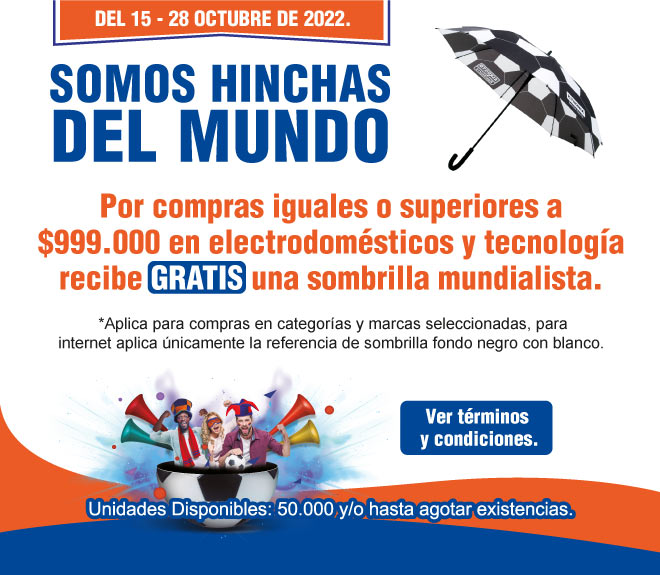 DEL 15 - 28 OCTUBRE DE 2022.
SOMOS HINCHAS
DEL MUNDO
Por compras iguales o superiores a
$999.000 en electrodomésticos y tecnología
recibe GRATIS una sombrilla mundialista.
*Aplica para compras en categorías y marcas seleccionadas, para
internet aplica únicamente la referencia de sombrilla fondo negro con blanco.
Ver términos
y condiciones.
Unidades Disponibles: 50.000 y/o hasta agotar existencias.